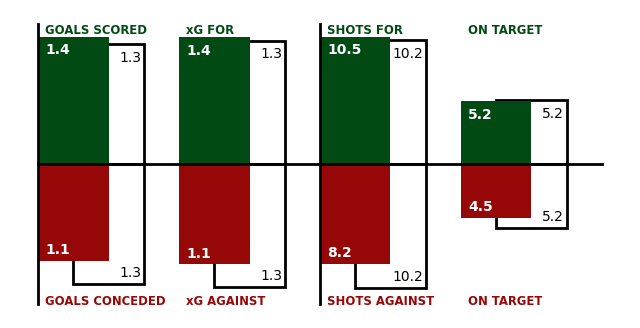 GOALS SCORED xG FOR SHOTS FOR ON TARGET
1.4 1.3 1.4 1.3 10.5 10.2 5.2 5.2
1.1 1.3 1.1 1.3 8.2 10.2 4.5 5.2
GOALS CONCEDED xG AGAINST SHOTS AGAINST ON TARGET